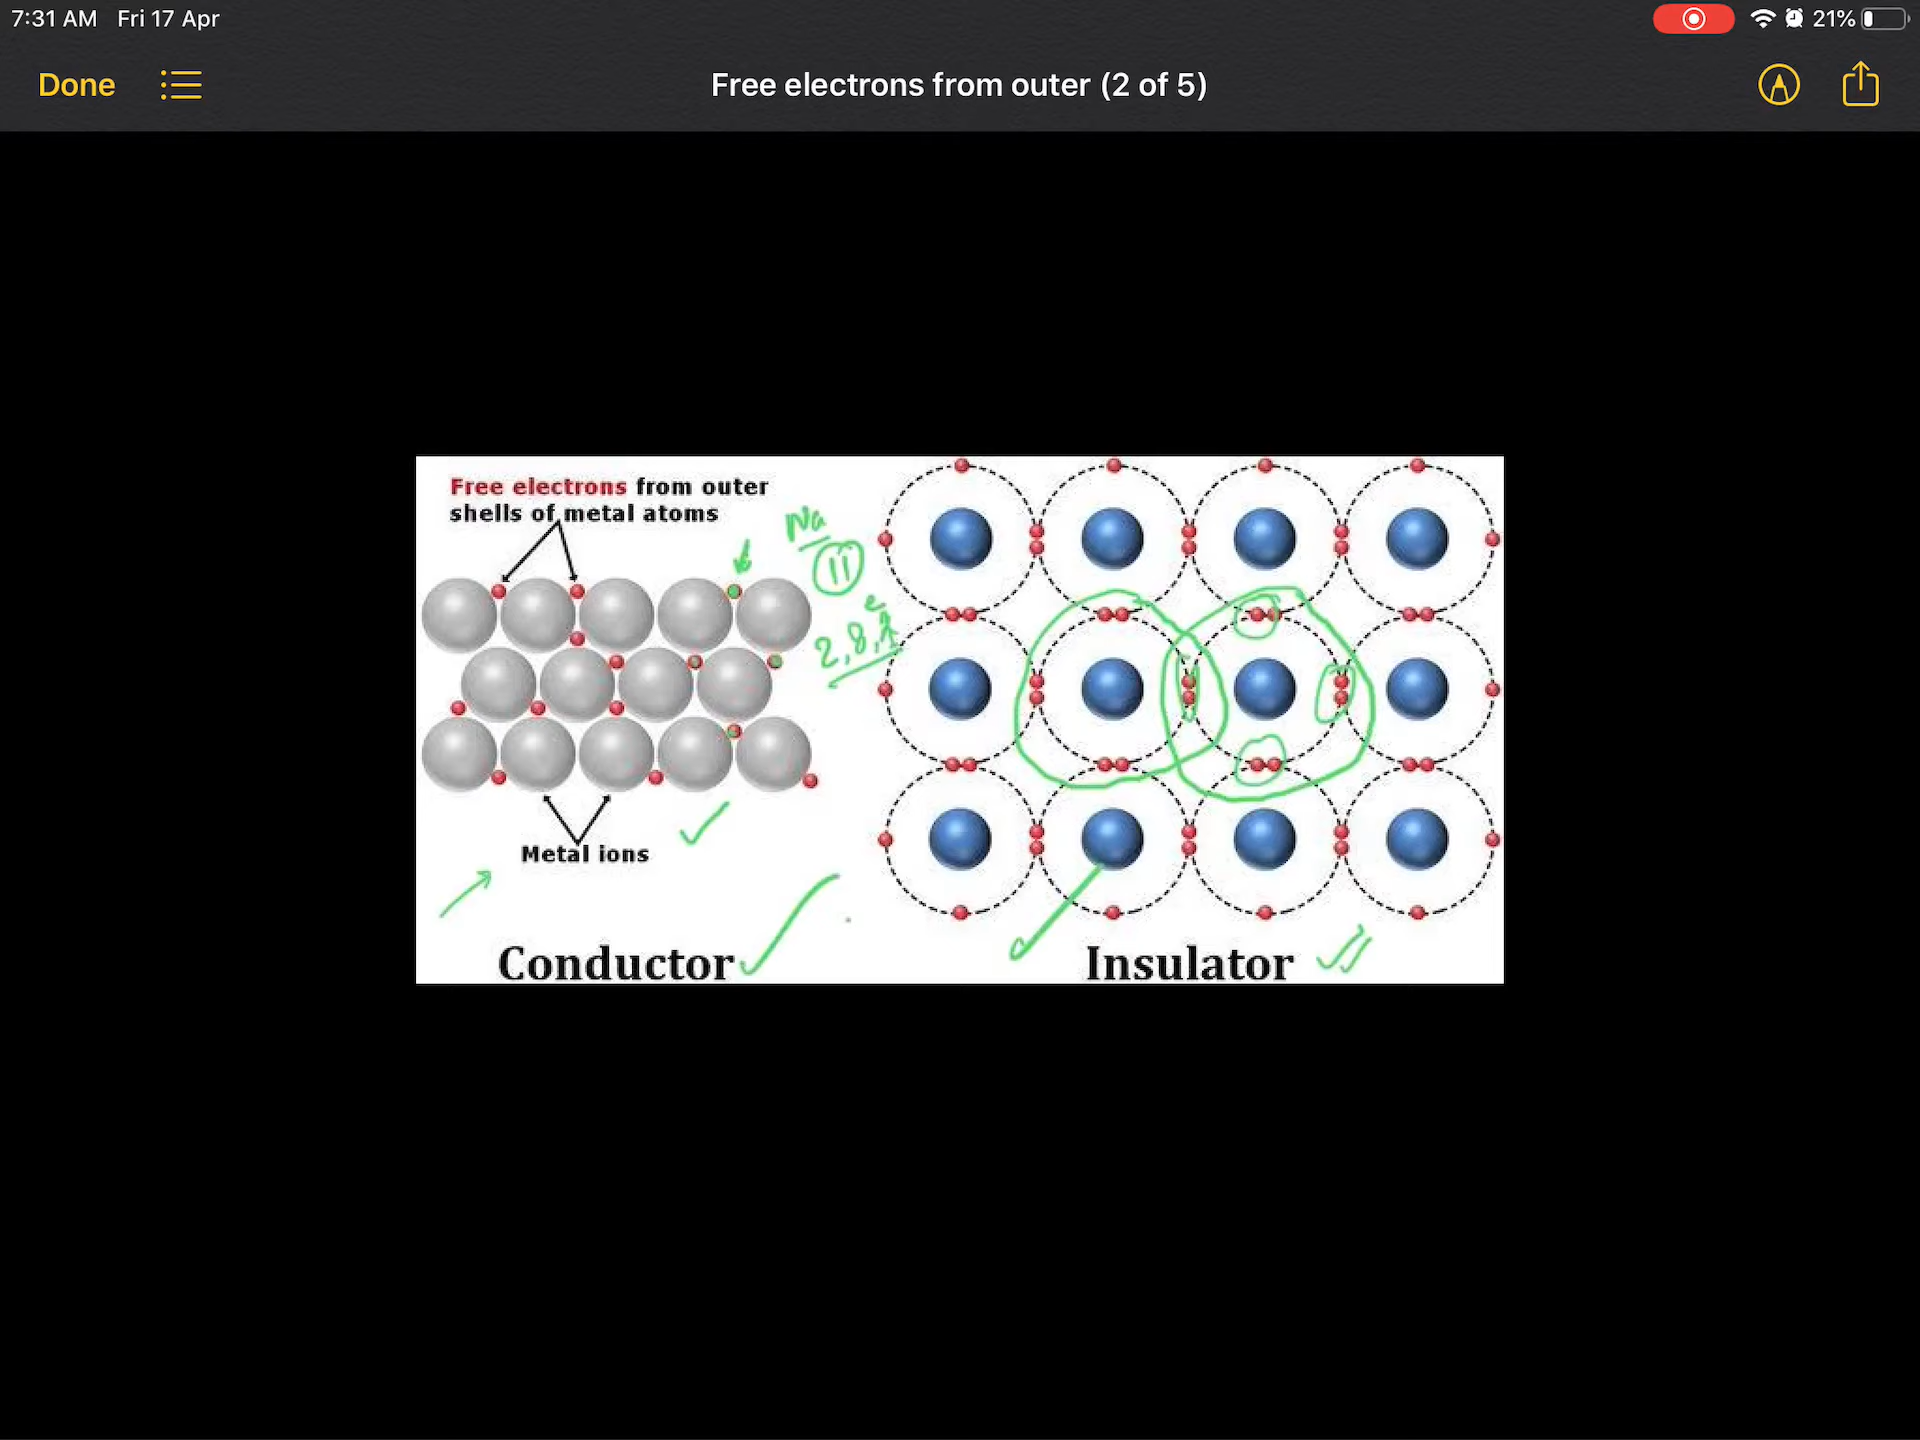 7:31 AM Fri 17 Apr
21%
Done
Free electrons from outer (2 of 5)
Free electrons from outer
shells of metal atoms
Na
11
e
2,8,1
Metal ions
Conductor
Insulator